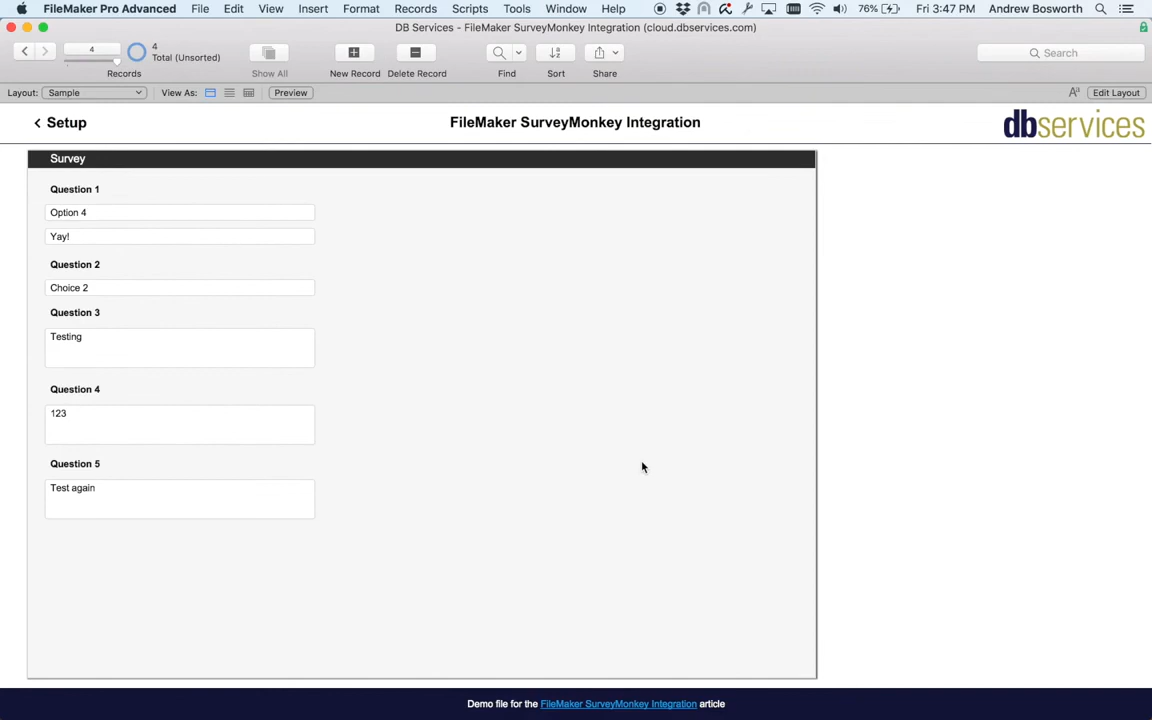 FileMaker Pro Advanced File Edit View Insert Format Records Scripts Tools Window Help 76% Fri 3:47 PM Andrew Bosworth
DB Services - FileMaker SurveyMonkey Integration (cloud.dbservices.com)
4 4 Total (Unsorted)
Records Show All New Record Delete Record Find Sort Share Search
Layout: Sample View As: Preview Aa Edit Layout
< Setup FileMaker SurveyMonkey Integration dbservices
Survey
Question 1
Option 4
Yay!
Question 2
Choice 2
Question 3
Testing
Question 4
123
Question 5
Test again
Demo file for the FileMaker SurveyMonkey Integration article